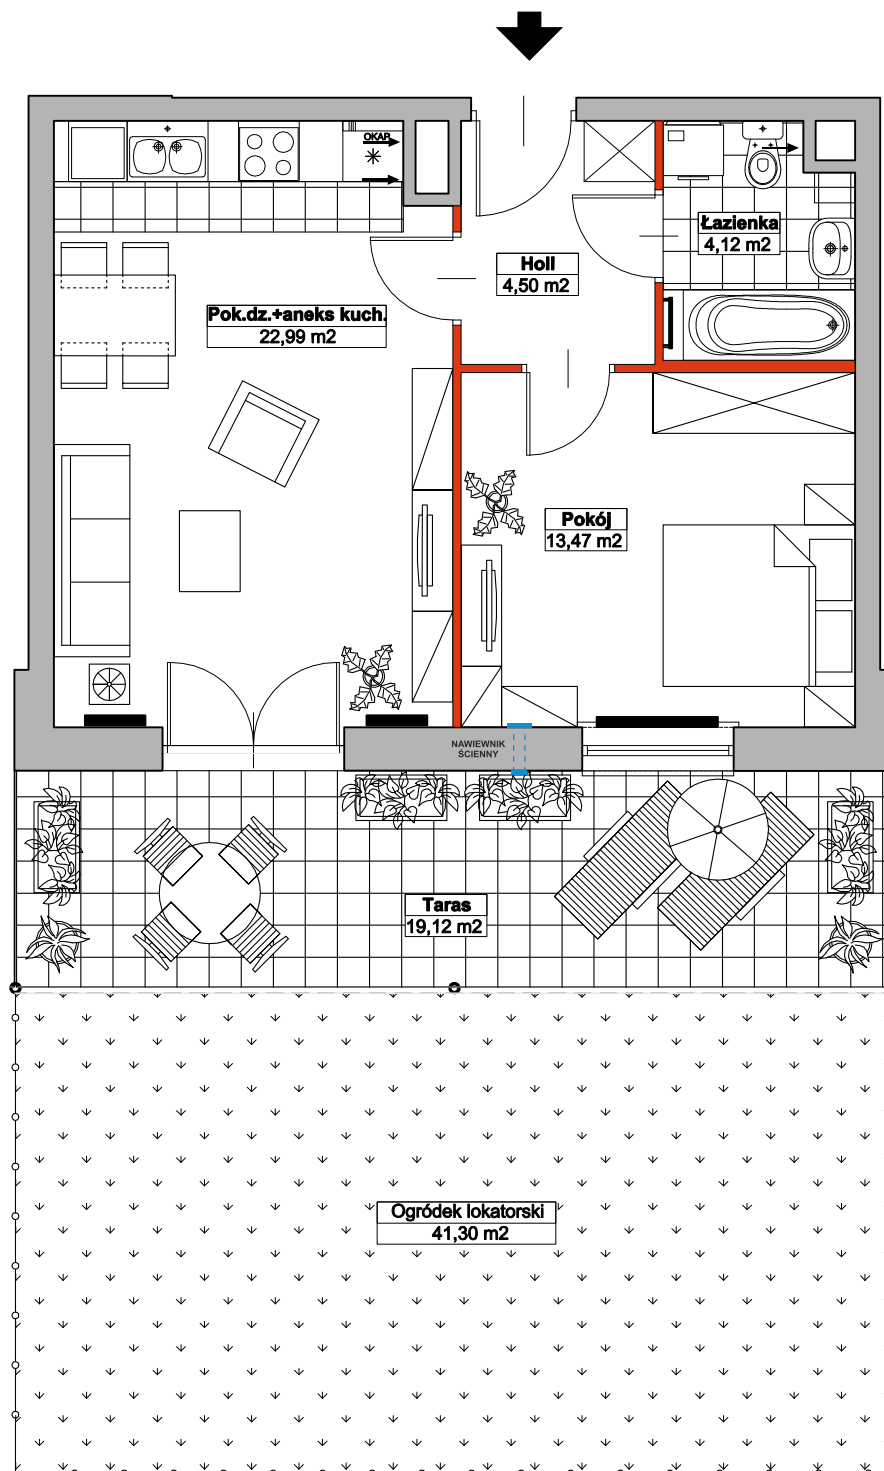 OKAP
Łazienka
4,12 m2
Holl
4,50 m2
Pok.dz.+aneks kuch.
22,99 m2
Pokój
13,47 m2
NAWIEWNIK
ŚCIENNY
Taras
19,12 m2
Ogródek lokatorski
41,30 m2